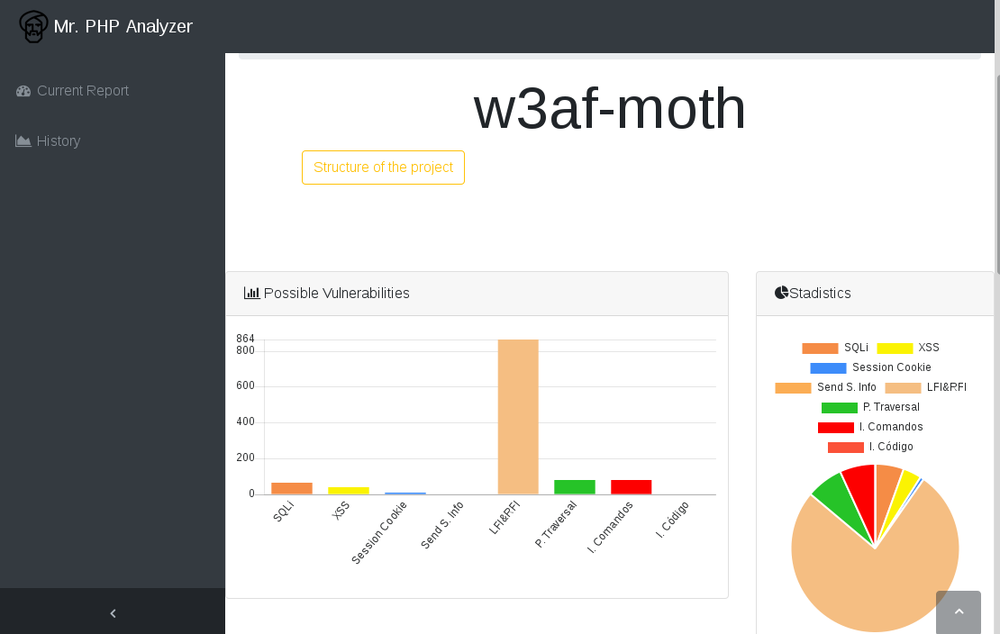 Mr. PHP Analyzer
Current Report
History
w3af-moth
Structure of the project
Possible Vulnerabilities
864
800
600
400
200
0
SQLi
XSS
Session Cookie
Send S. Info
LFI&RFI
P. Traversal
I. Comandos
I. Código
Stadistics
SQLi XSS
Session Cookie
Send S. Info LFI&RFI
P. Traversal
I. Comandos
I. Código